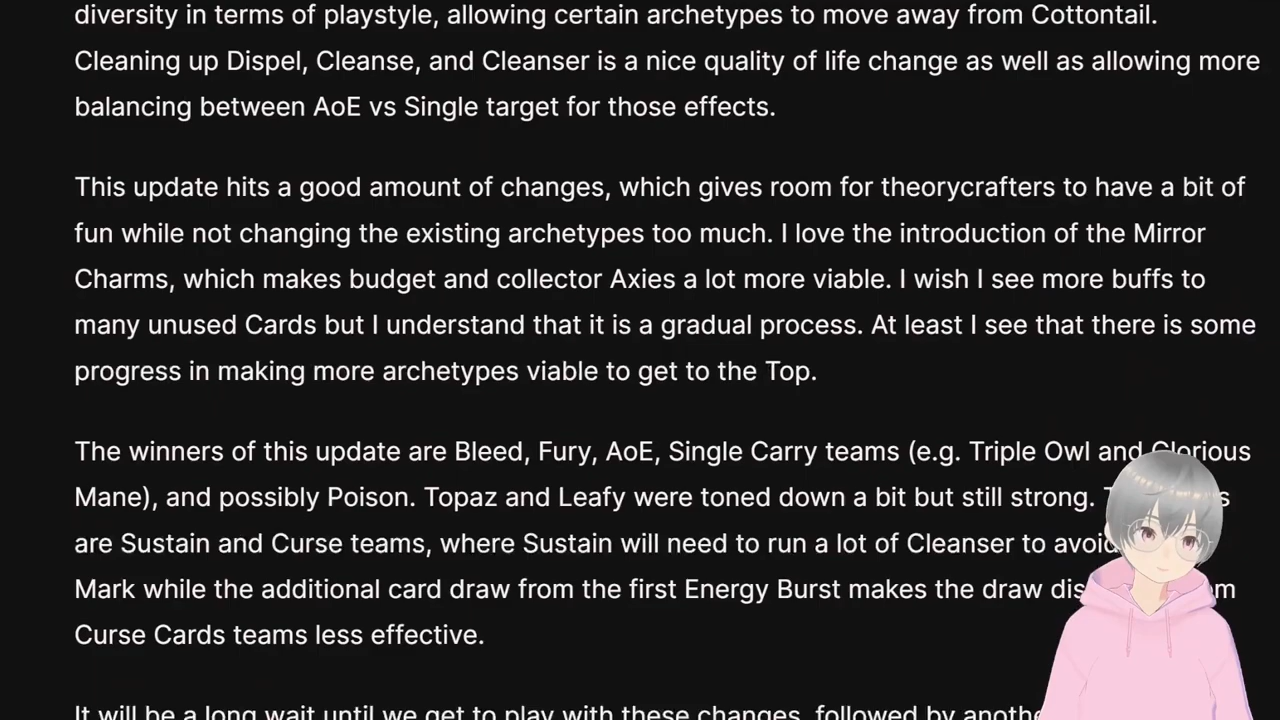 diversity in terms of playstyle, allowing certain archetypes to move away from Cottontail.
Cleaning up Dispel, Cleanse, and Cleanser is a nice quality of life change as well as allowing more
balancing between AoE vs Single target for those effects.
This update hits a good amount of changes, which gives room for theorycrafters to have a bit of
fun while not changing the existing archetypes too much. I love the introduction of the Mirror
Charms, which makes budget and collector Axies a lot more viable. I wish I see more buffs to
many unused Cards but I understand that it is a gradual process. At least I see that there is some
progress in making more archetypes viable to get to the Top.
The winners of this update are Bleed, Fury, AoE, Single Carry teams (e.g. Triple Owl and Glorious
Mane), and possibly Poison. Topaz and Leafy were toned down a bit but still strong.
are Sustain and Curse teams, where Sustain will need to run a lot of Cleanser to avoid
Mark while the additional card draw from the first Energy Burst makes the draw
Curse Cards teams less effective.
It will be a long wait until we get to play with these changes, followed by